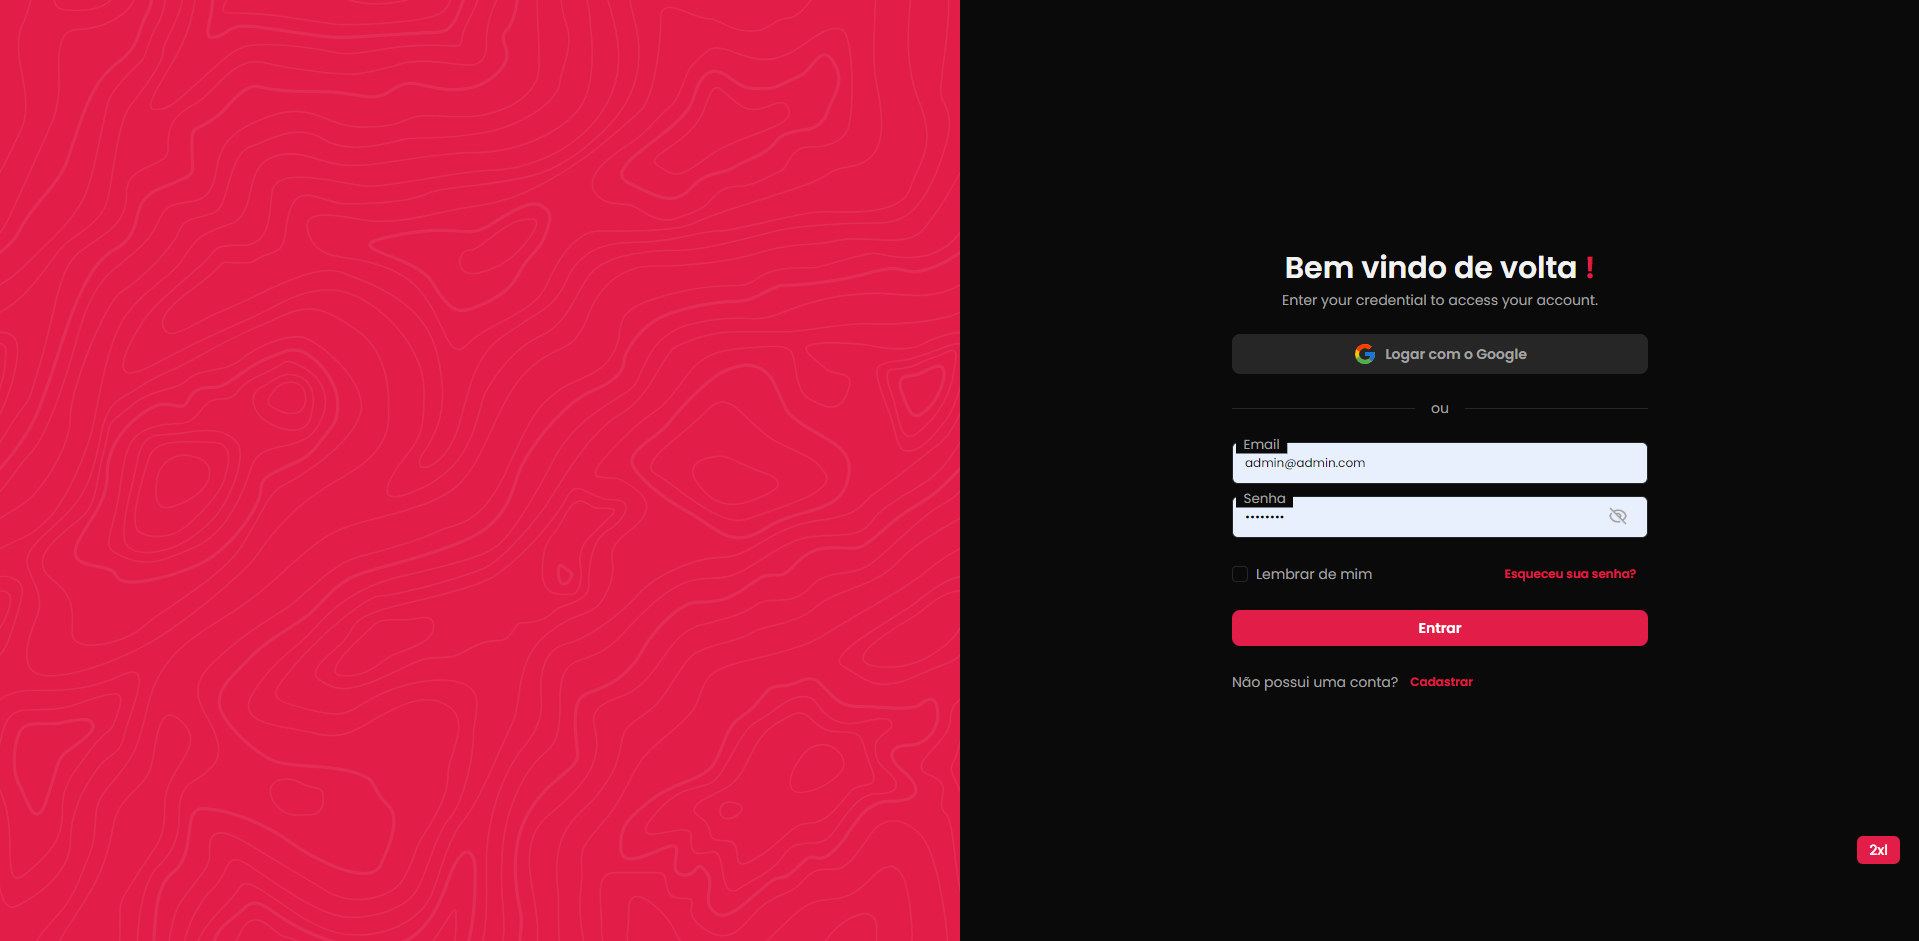 Bem vindo de volta !
Enter your credential to access your account.
Logar com o Google
ou
Email
admin@admin.com
Senha
••••••••
Lembrar de mim
Esqueceu sua senha?
Entrar
Não possui uma conta? Cadastrar
2xl